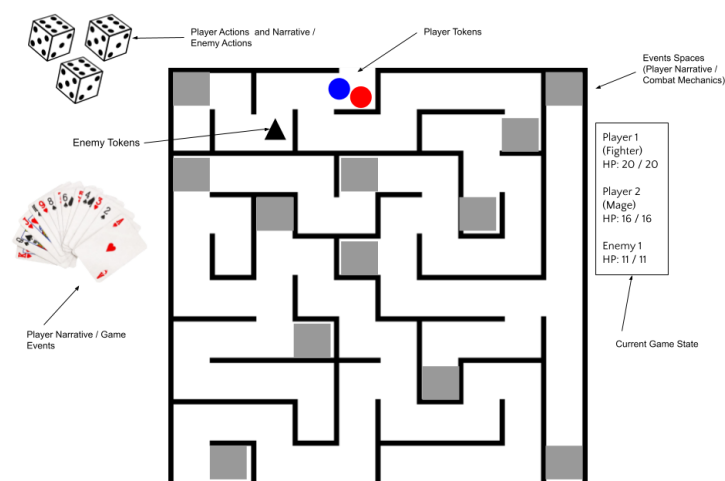 Player Actions and Narrative /
Enemy Actions
Player Tokens
Events Spaces
(Player Narrative /
Combat Mechanics)
Enemy Tokens
Player 1
(Fighter)
HP: 20 / 20
Player 2
(Mage)
HP: 16 / 16
Enemy 1
HP: 11 / 11
Player Narrative / Game
Events
Current Game State